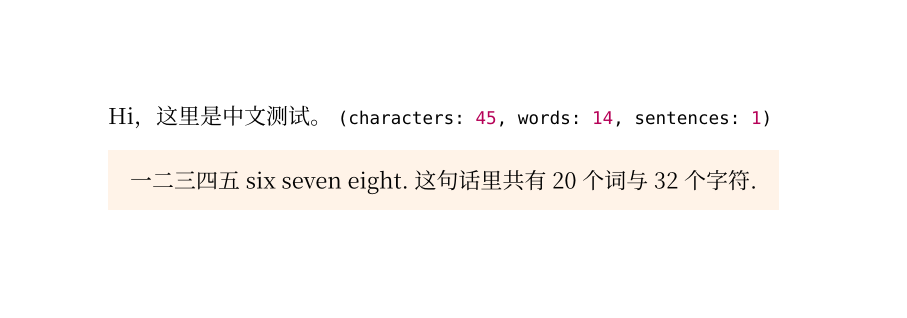 Hi，这里是中文测试。 (characters: 45, words: 14, sentences: 1)
一二三四五 six seven eight. 这句话里共有 20 个词与 32 个字符.